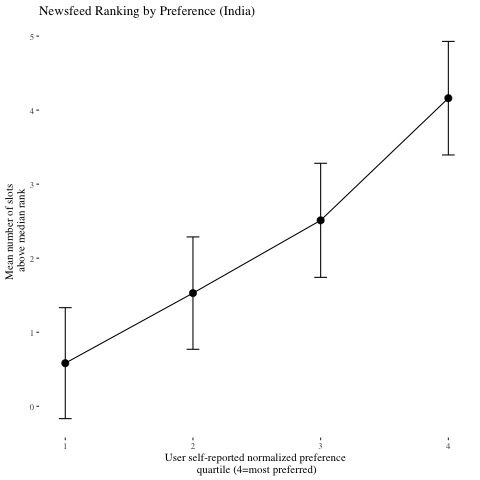 Newsfeed Ranking by Preference (India)
Mean number of slots
above median rank
5
4
3
2
1
0
1 2 3 4
User self-reported normalized preference
quartile (4=most preferred)